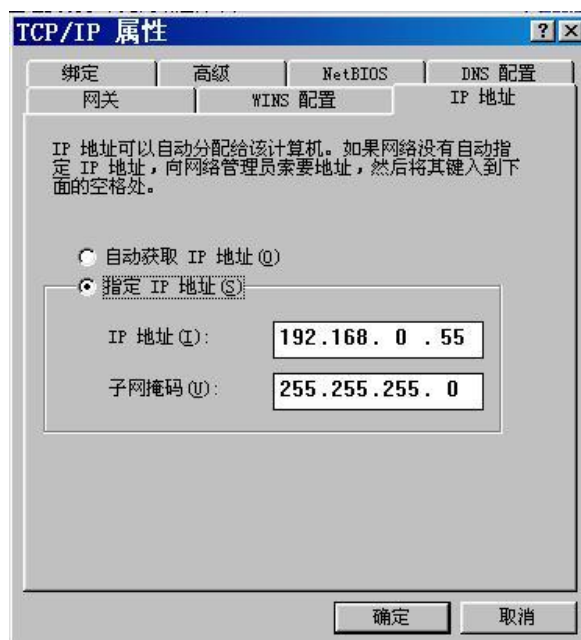 TCP/IP 属性
绑定 高级 NetBIOS DNS 配置
网关 WINS 配置 IP 地址
IP 地址可以自动分配给该计算机。如果网络没有自动指
定 IP 地址，向网络管理员索要地址，然后将其键入到下
面的空格处。
自动获取 IP 地址(O)
指定 IP 地址(S)
IP 地址(I): 192.168. 0 .55
子网掩码(U): 255.255.255. 0
确定 取消